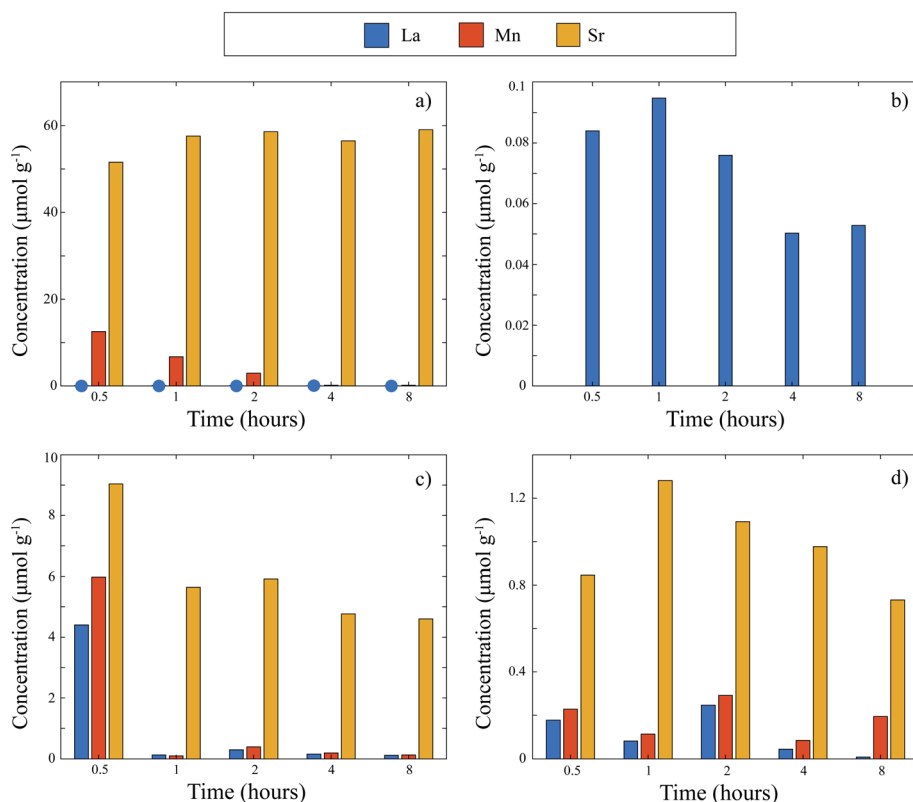 La Mn Sr
a)
60
40
20
0
0.5 1 2 4 8
Time (hours)
Concentration (μmol g⁻¹)
b)
0.1
0.08
0.06
0.04
0.02
0
0.5 1 2 4 8
Time (hours)
Concentration (μmol g⁻¹)
c)
10
8
6
4
2
0
0.5 1 2 4 8
Time (hours)
Concentration (μmol g⁻¹)
d)
1.2
0.8
0.4
0
0.5 1 2 4 8
Time (hours)
Concentration (μmol g⁻¹)